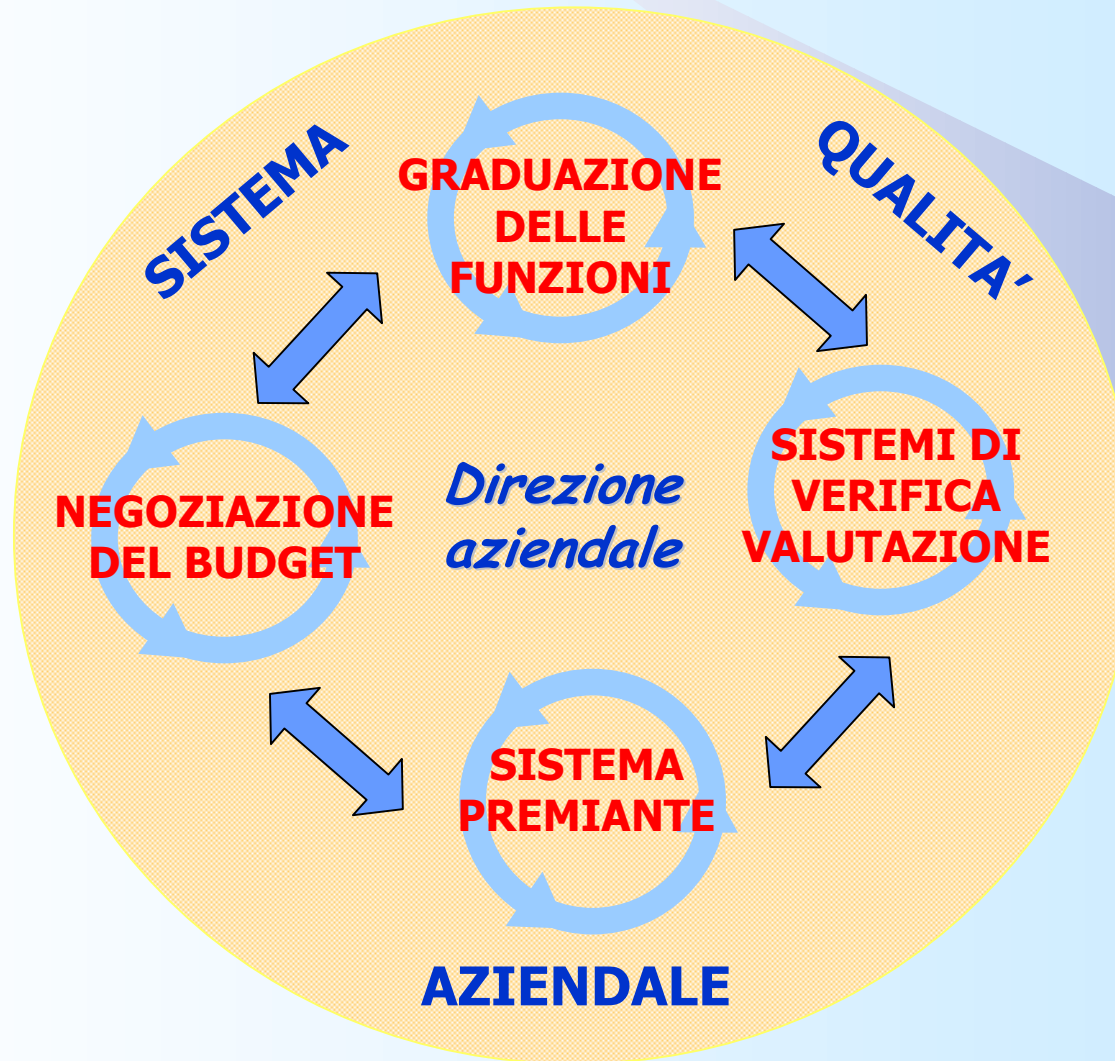 SISTEMA
QUALITA’
GRADUAZIONE
DELLE
FUNZIONI
NEGOZIAZIONE
DEL BUDGET
Direzione
aziendale
SISTEMI DI
VERIFICA
VALUTAZIONE
SISTEMA
PREMIANTE
AZIENDALE